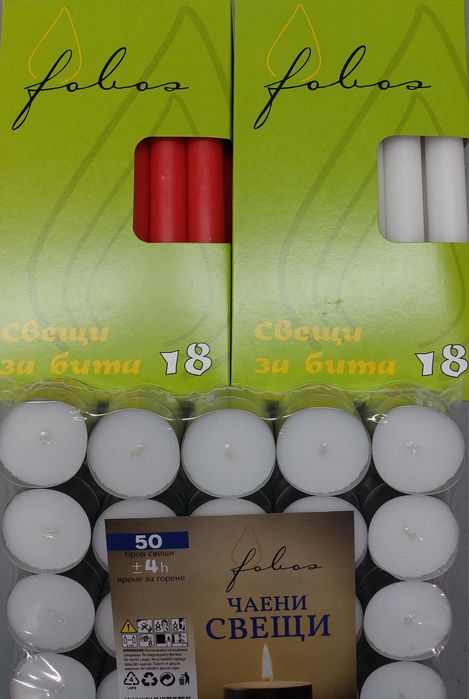 fobos
fobos
Свещи
за бита 18
Свещи
за бита 18
50
броя свещи
± 4h
време за горене
fobos
ЧАЕНИ
СВЕЩИ
WARNING!